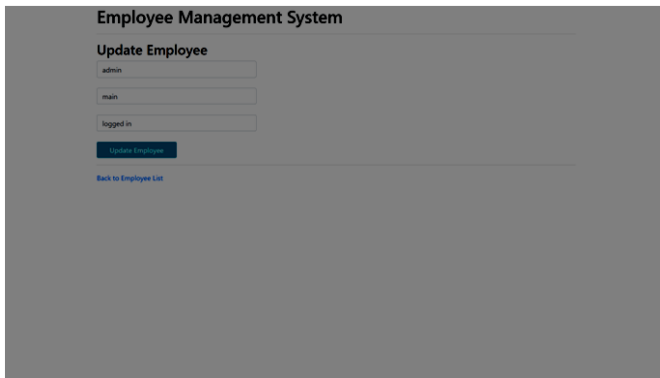 Employee Management System
Update Employee
admin
main
logged in
Update Employee
Back to Employee List